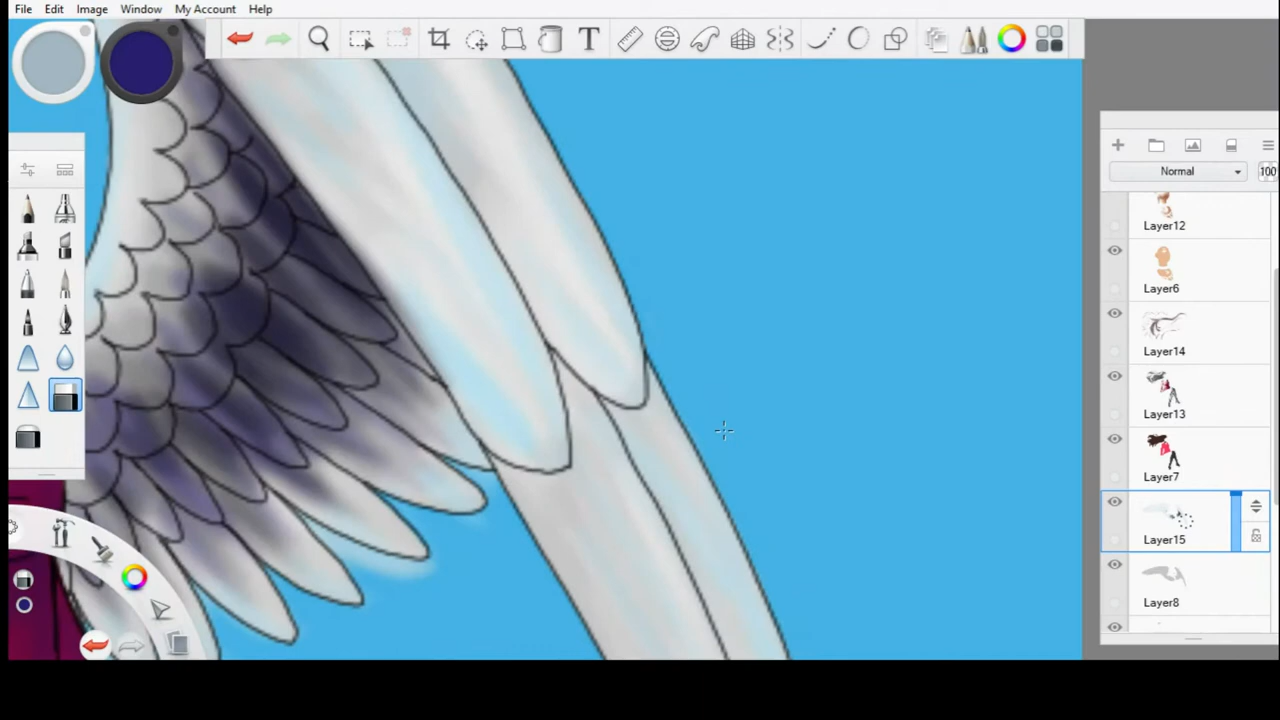 File Edit Image Window My Account Help
T
Normal 100
Layer12
Layer6
Layer14
Layer13
Layer7
Layer15
Layer8